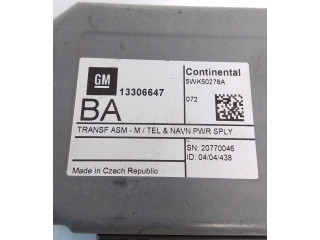 GM 13306647
BA
Continental
5WK50278A
072
TRANSF ASM - M / TEL & NAVN PWR SPLY
SN: 20770046
ID: 04/04/438
Made in Czech Republic